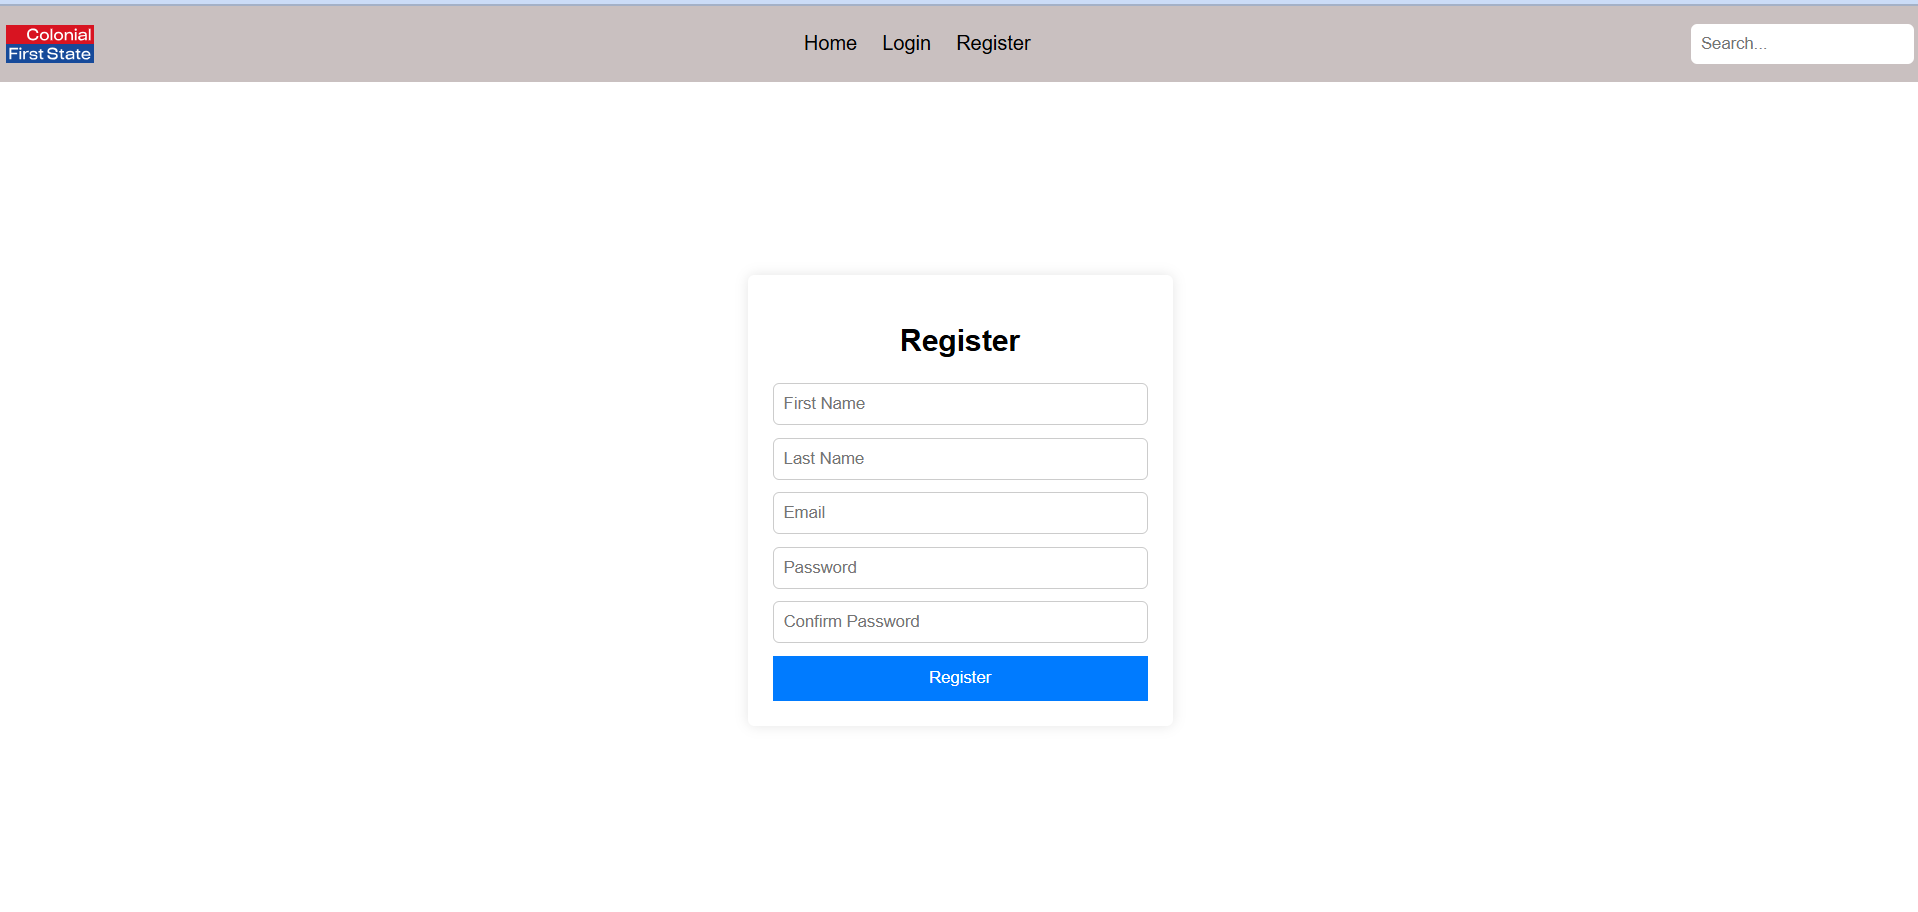 Colonial
First State
Home Login Register
Search...
Register
First Name
Last Name
Email
Password
Confirm Password
Register